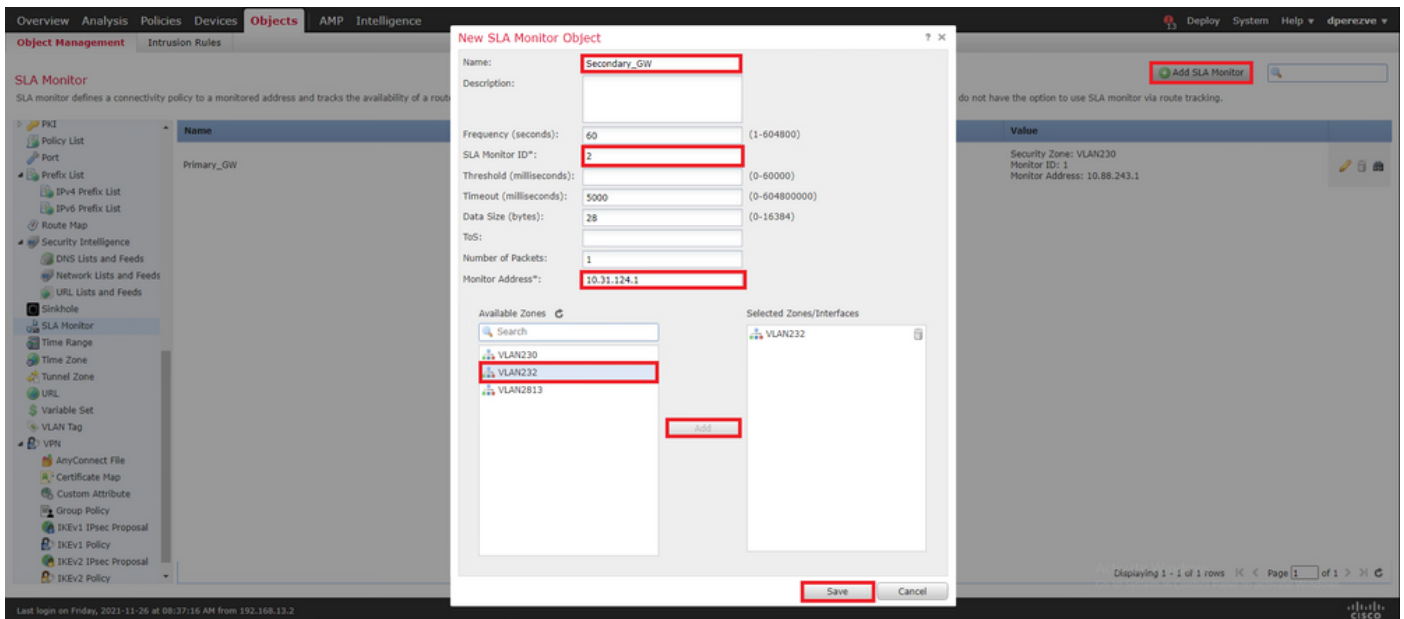 Overview Analysis Policies Devices Objects AMP Intelligence
13 Deploy System Help dperezve
Object Management Intrusion Rules
SLA Monitor
Add SLA Monitor
SLA monitor defines a connectivity policy to a monitored address and tracks the availability of a rout
do not have the option to use SLA monitor via route tracking.
PKI
Policy List
Port
Prefix List
IPv4 Prefix List
IPv6 Prefix List
Route Map
Security Intelligence
DNS Lists and Feeds
Network Lists and Feeds
URL Lists and Feeds
Sinkhole
SLA Monitor
Time Range
Time Zone
Tunnel Zone
URL
Variable Set
VLAN Tag
VPN
AnyConnect File
Certificate Map
Custom Attribute
Group Policy
IKEv1 IPsec Proposal
IKEv1 Policy
IKEv2 IPsec Proposal
IKEv2 Policy
Name
Value
Primary_GW
Security Zone: VLAN230
Monitor ID: 1
Monitor Address: 10.88.243.1
New SLA Monitor Object ? ×
Name: Secondary_GW
Description:
Frequency (seconds): 60 (1-604800)
SLA Monitor ID*: 2
Threshold (milliseconds): (0-60000)
Timeout (milliseconds): 5000 (0-604800000)
Data Size (bytes): 28 (0-16384)
ToS:
Number of Packets: 1
Monitor Address*: 10.31.124.1
Available Zones
Search
VLAN230
VLAN232
VLAN2813
Add
Selected Zones/Interfaces
VLAN232
Save Cancel
Displaying 1 - 1 of 1 rows Page 1 of 1
Last login on Friday, 2021-11-26 at 08:37:16 AM from 192.168.13.2
CISCO